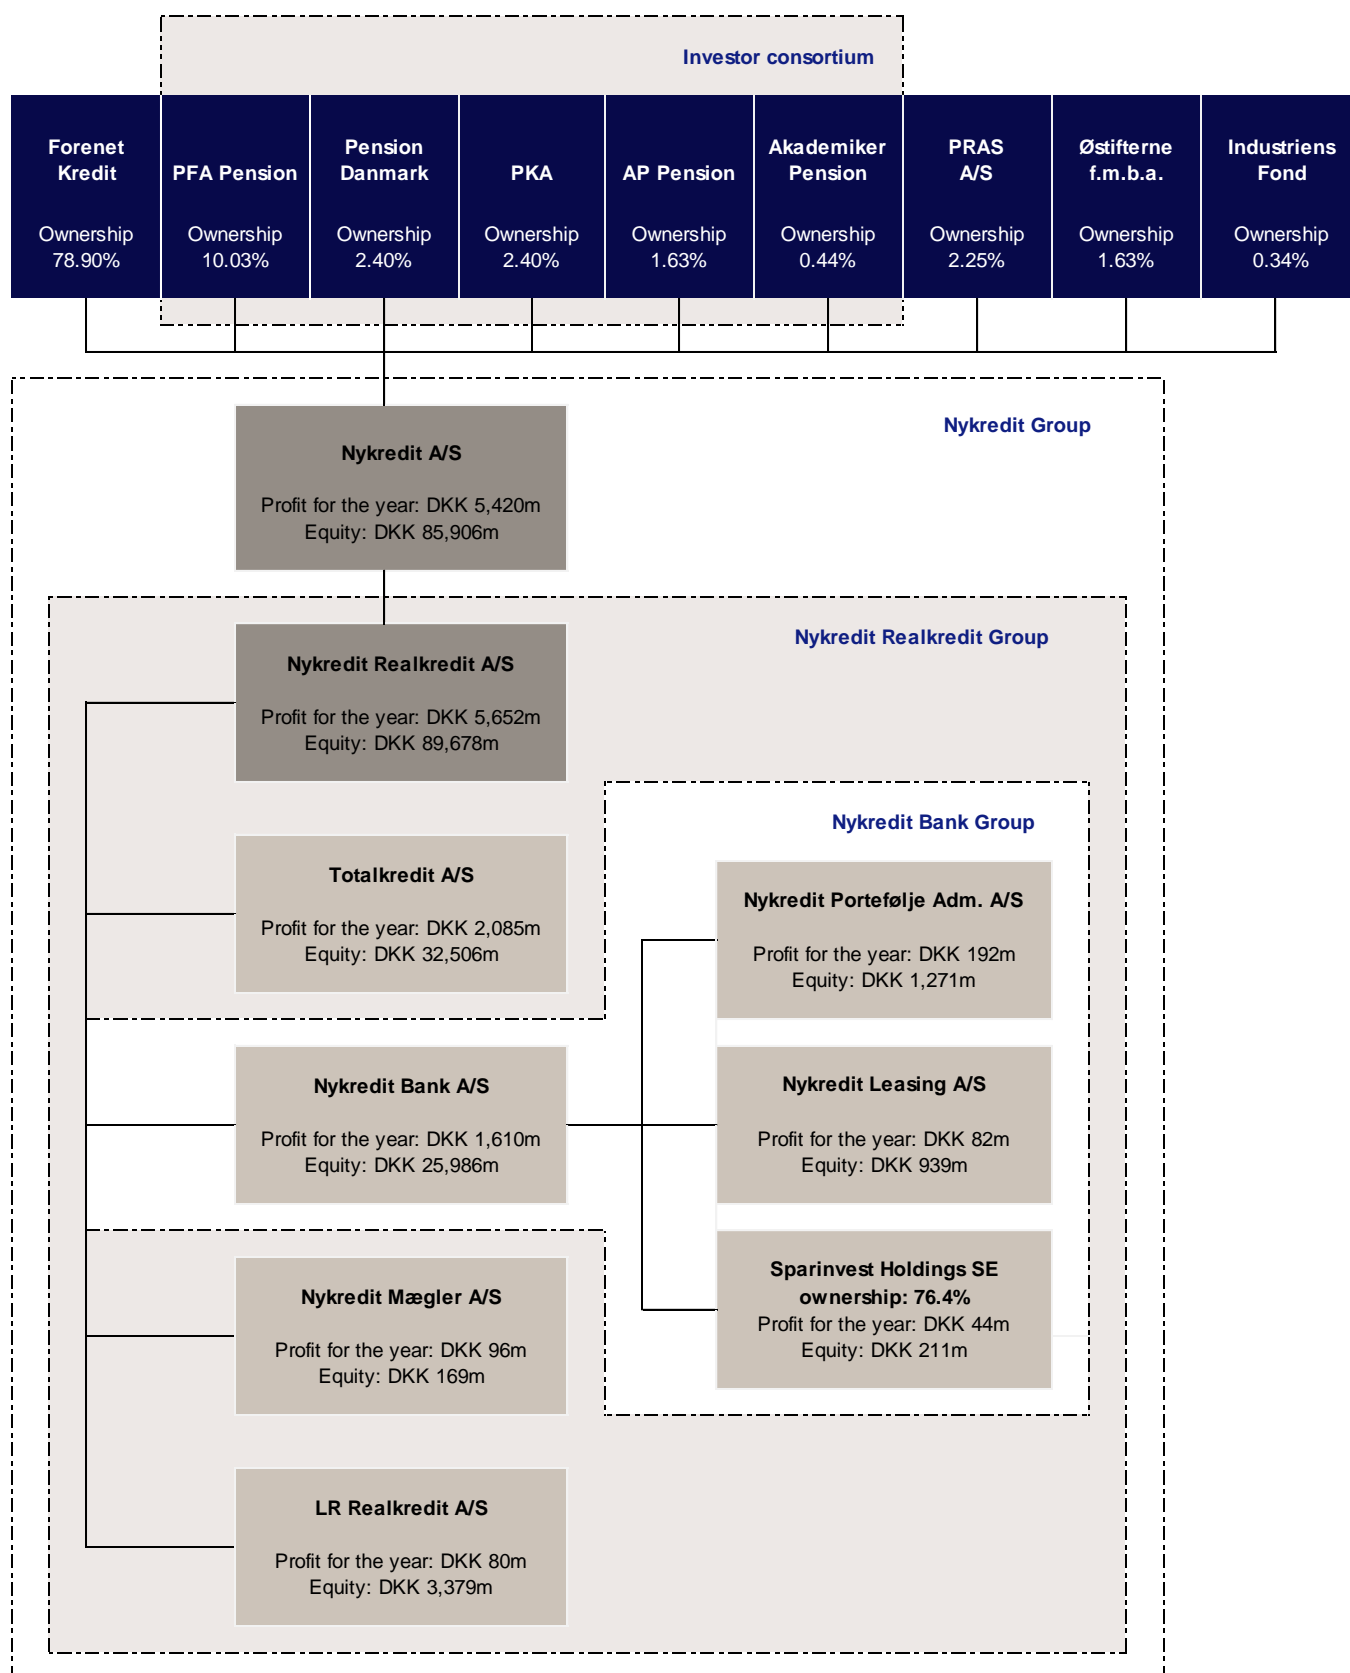 Investor consortium
Forenet
Kredit
Ownership
78.90%
PFA Pension
Ownership
10.03%
Pension
Danmark
Ownership
2.40%
PKA
Ownership
2.40%
AP Pension
Ownership
1.63%
Akademiker
Pension
Ownership
0.44%
PRAS
A/S
Ownership
2.25%
Østifterne
f.m.b.a.
Ownership
1.63%
Industriens
Fond
Ownership
0.34%
Nykredit Group
Nykredit A/S
Profit for the year: DKK 5,420m
Equity: DKK 85,906m
Nykredit Realkredit Group
Nykredit Realkredit A/S
Profit for the year: DKK 5,652m
Equity: DKK 89,678m
Totalkredit A/S
Profit for the year: DKK 2,085m
Equity: DKK 32,506m
Nykredit Bank Group
Nykredit Portefølje Adm. A/S
Profit for the year: DKK 192m
Equity: DKK 1,271m
Nykredit Bank A/S
Profit for the year: DKK 1,610m
Equity: DKK 25,986m
Nykredit Leasing A/S
Profit for the year: DKK 82m
Equity: DKK 939m
Sparinvest Holdings SE
ownership: 76.4%
Profit for the year: DKK 44m
Equity: DKK 211m
Nykredit Mægler A/S
Profit for the year: DKK 96m
Equity: DKK 169m
LR Realkredit A/S
Profit for the year: DKK 80m
Equity: DKK 3,379m